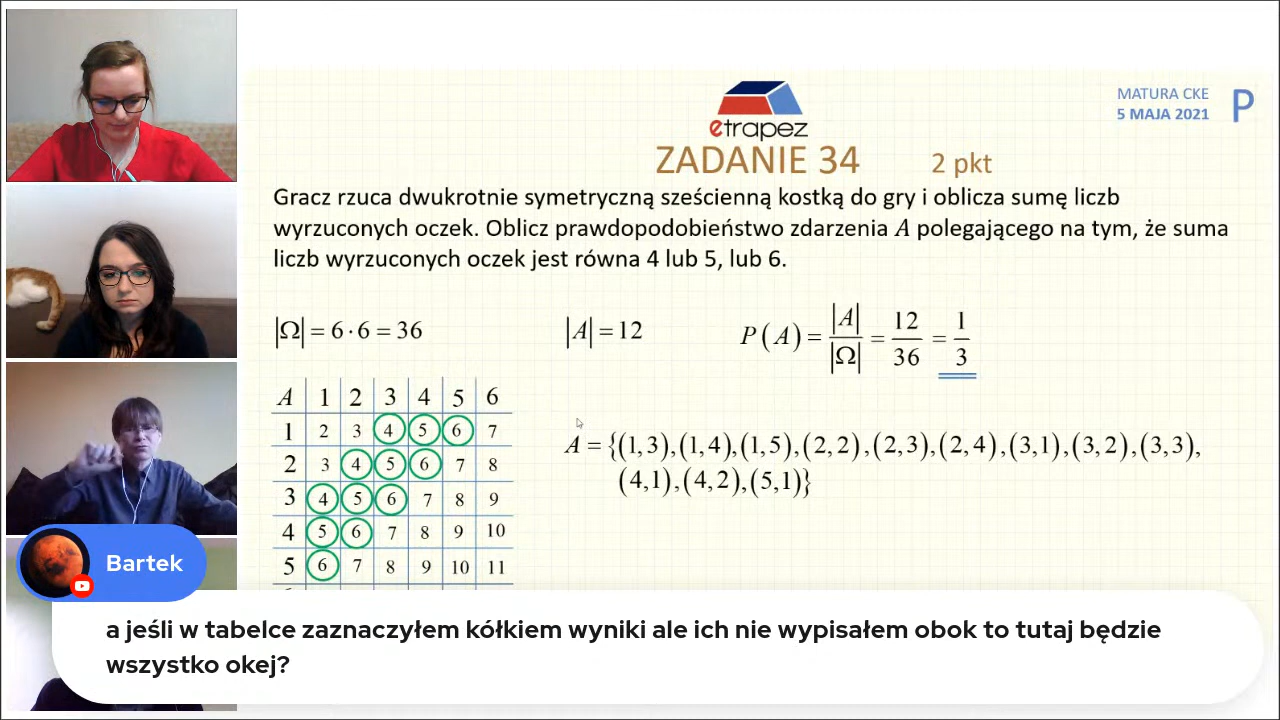 etrapez
MATURA CKE
5 MAJA 2021
P
ZADANIE 34 2 pkt
Gracz rzuca dwukrotnie symetryczną sześcienną kostką do gry i oblicza sumę liczb
wyrzuconych oczek. Oblicz prawdopodobieństwo zdarzenia A polegającego na tym, że suma
liczb wyrzuconych oczek jest równa 4 lub 5, lub 6.
|Ω| = 6 · 6 = 36 |A| = 12 P(A) = |A|/|Ω| = 12/36 = 1/3
A 1 2 3 4 5 6
1 2 3 4 5 6 7
2 3 4 5 6 7 8
3 4 5 6 7 8 9
4 5 6 7 8 9 10
5 6 7 8 9 10 11
A = {(1,3),(1,4),(1,5),(2,2),(2,3),(2,4),(3,1),(3,2),(3,3),
(4,1),(4,2),(5,1)}
Bartek
a jeśli w tabelce zaznaczyłem kółkiem wyniki ale ich nie wypisałem obok to tutaj będzie
wszystko okej?